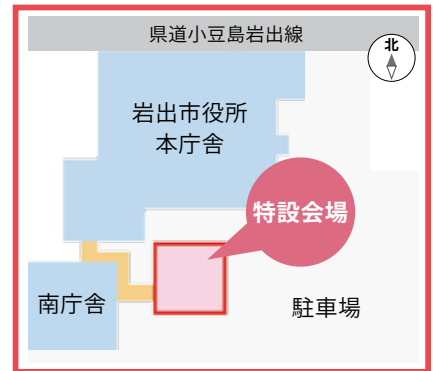 県道小豆島岩出線
北
岩出市役所
本庁舎
特設会場
南庁舎
駐車場